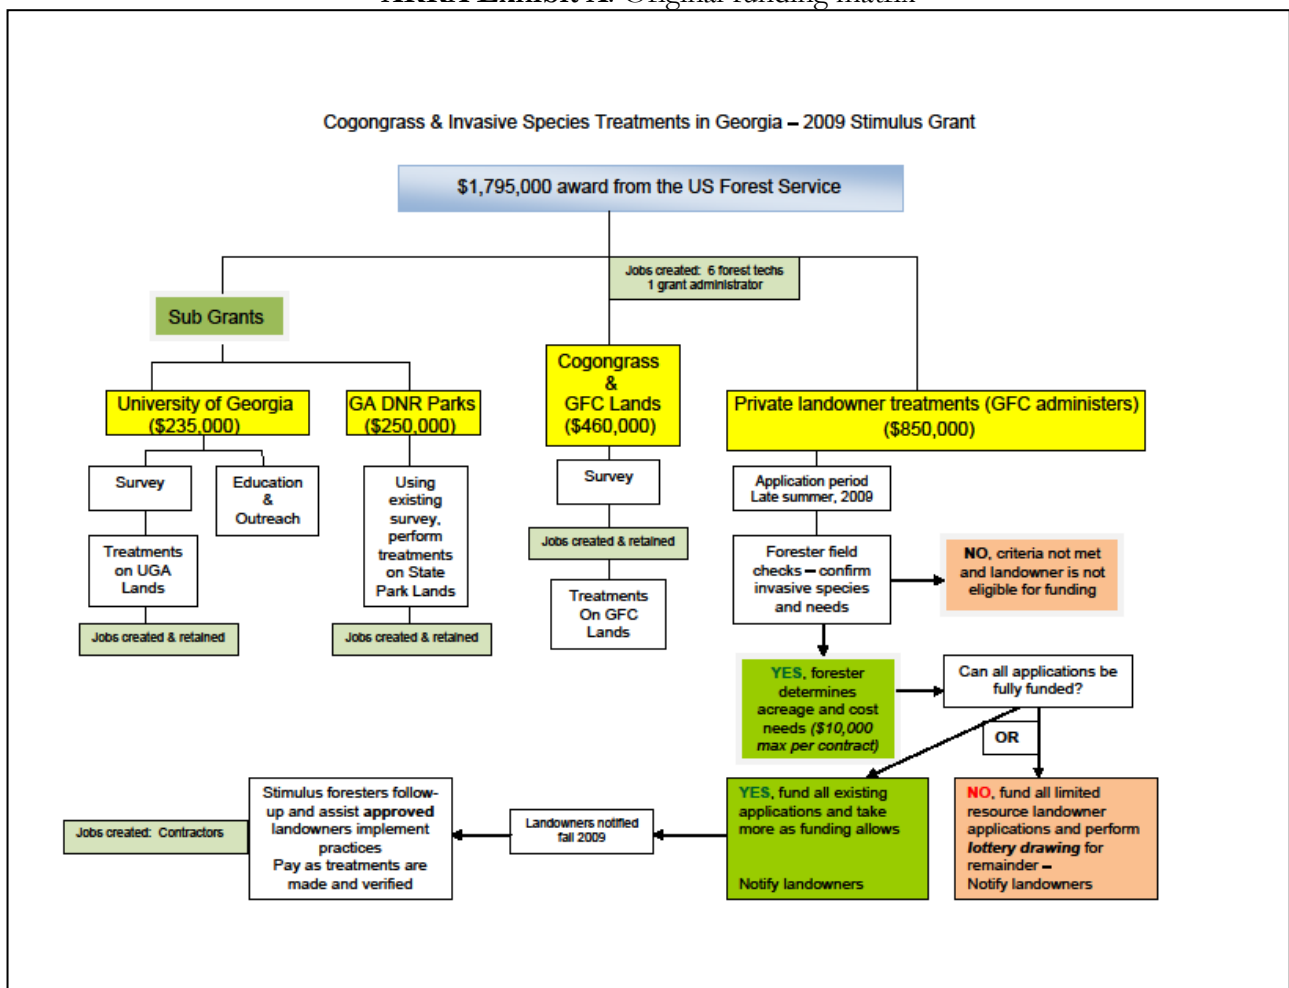 ARRA Exhibit A: Original funding matrix
Cogongrass & Invasive Species Treatments in Georgia – 2009 Stimulus Grant
$1,795,000 award from the US Forest Service
Jobs created: 6 forest techs
1 grant administrator
Sub Grants
University of Georgia
($235,000)
GA DNR Parks
($250,000)
Cogongrass
&
GFC Lands
($460,000)
Private landowner treatments (GFC administers)
($850,000)
Survey
Education
&
Outreach
Using
existing
survey,
perform
treatments
on State
Park Lands
Survey
Application period
Late summer, 2009
Treatments
on UGA
Lands
Jobs created & retained
Jobs created & retained
Jobs created & retained
Treatments
On GFC
Lands
Forester field
checks – confirm
invasive species
and needs
NO, criteria not met
and landowner is not
eligible for funding
YES, forester
determines
acreage and cost
needs ($10,000
max per contract)
Can all applications be
fully funded?
OR
YES, fund all existing
applications and take
more as funding allows
Notify landowners
NO, fund all limited
resource landowner
applications and perform
lottery drawing for
remainder –
Notify landowners
Landowners notified
fall 2009
Stimulus foresters follow-
up and assist approved
landowners implement
practices
Pay as treatments are
made and verified
Jobs created: Contractors